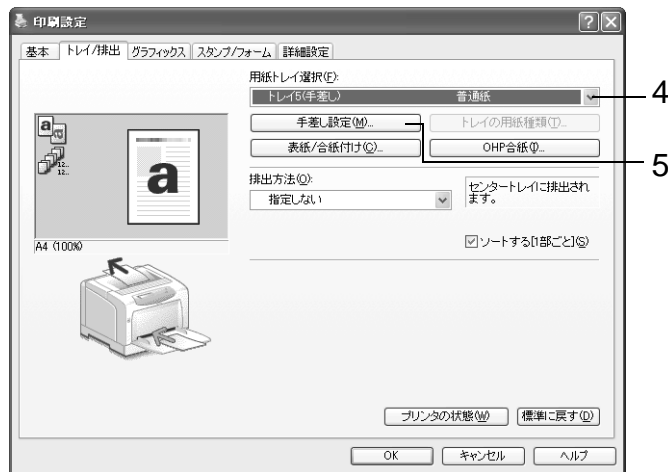 印刷設定
基本 トレイ/排出 グラフィックス スタンプ/フォーム 詳細設定
用紙トレイ選択(F):
トレイ5(手差し) 普通紙
4
手差し設定(M)... トレイの用紙種類(T)...
表紙/合紙付け(C)... OHP合紙(I)...
5
排出方法(O):
指定しない
センタートレイに排出されます。
ソートする[1部ごと](S)
a
12..
12..
a
A4 (100%)
プリンタの状態(W) 標準に戻す(D)
OK キャンセル ヘルプ